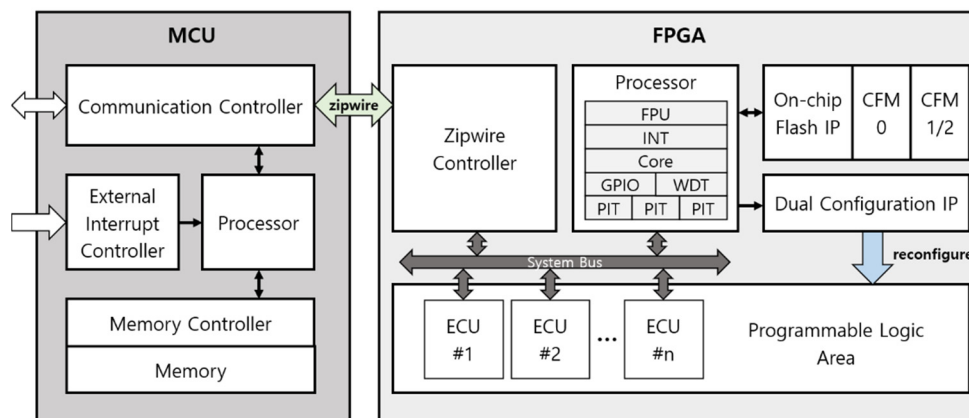 MCU
Communication Controller
External
Interrupt
Controller
Processor
Memory Controller
Memory
zipwire
FPGA
Zipwire
Controller
Processor
FPU
INT
Core
GPIO WDT
PIT PIT PIT
On-chip
Flash IP
CFM
0
CFM
1/2
Dual Configuration IP
reconfigure
System Bus
ECU
#1
ECU
#2
...
ECU
#n
Programmable Logic
Area